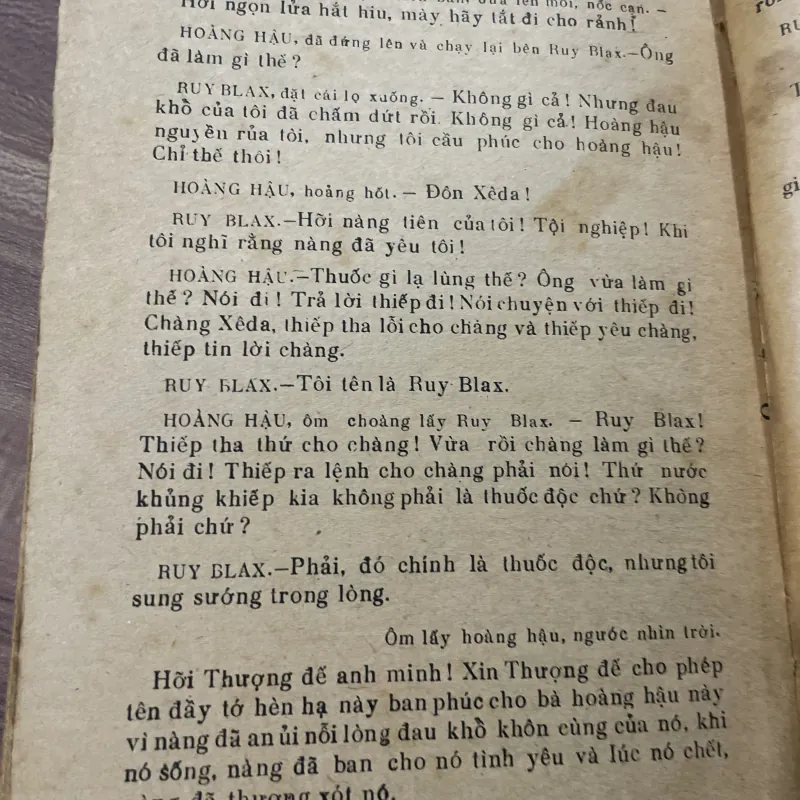 lên môi, nốc cạn. –
Hỡi ngọn lửa hắt hiu, mày hãy tắt đi cho rảnh!
HOÀNG HẬU, đã đứng lên và chạy lại bên Ruy Blax.–Ông
đã làm gì thế?
RUY BLAX, đặt cái lọ xuống. – Không gì cả! Nhưng đau
khổ của tôi đã chấm dứt rồi. Không gì cả! Hoàng hậu
nguyền rủa tôi, nhưng tôi cầu phúc cho hoàng hậu!
Chỉ thế thôi!
HOÀNG HẬU, hoảng hốt. – Đôn Xêda!
RUY BLAX.–Hỡi nàng tiên của tôi! Tội nghiệp! Khi
tôi nghĩ rằng nàng đã yêu tôi!
HOÀNG HẬU.–Thuốc gì lạ lùng thế? Ông vừa làm gì
thế? Nói đi! Trả lời thiếp đi! Nói chuyện với thiếp đi!
Chàng Xêda, thiếp tha lỗi cho chàng và thiếp yêu chàng,
thiếp tin lời chàng.
RUY BLAX.–Tôi tên là Ruy Blax.
HOÀNG HẬU, ôm choàng lấy Ruy Blax. – Ruy Blax!
Thiếp tha thứ cho chàng! Vừa rồi chàng làm gì thế?
Nói đi! Thiếp ra lệnh cho chàng phải nói! Thứ nước
khủng khiếp kia không phải là thuốc độc chứ? Không
phải chứ?
RUY BLAX.–Phải, đó chính là thuốc độc, nhưng tôi
sung sướng trong lòng.
Ôm lấy hoàng hậu, ngước nhìn trời.
Hỡi Thượng đế anh minh! Xin Thượng đế cho phép
tên đầy tớ hèn hạ này ban phúc cho bà hoàng hậu này
vì nàng đã an ủi nỗi lòng đau khổ khôn cùng của nó, khi
nó sống, nàng đã ban cho nó tình yêu và lúc nó chết,
nàng đã thương xót nó.
RU
T
gi